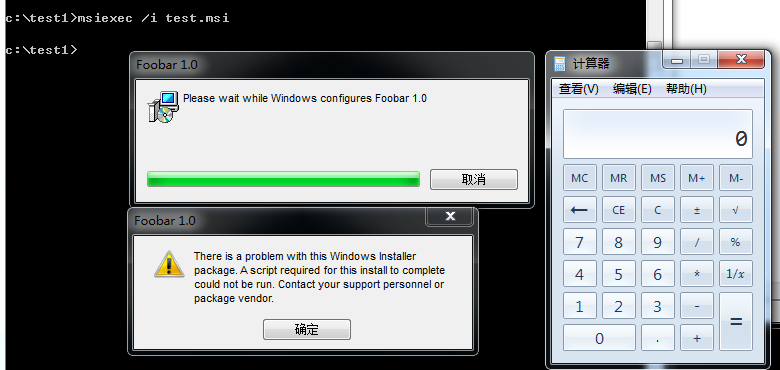 c:\test1>msiexec /i test.msi
c:\test1>
Foobar 1.0
Please wait while Windows configures Foobar 1.0
取消
Foobar 1.0
There is a problem with this Windows Installer
package. A script required for this install to complete
could not be run. Contact your support personnel or
package vendor.
确定
计算器
查看(V) 编辑(E) 帮助(H)
0
MC MR MS M+ M-
← CE C ± √
7 8 9 / %
4 5 6 * 1/x
1 2 3 - =
0 . +